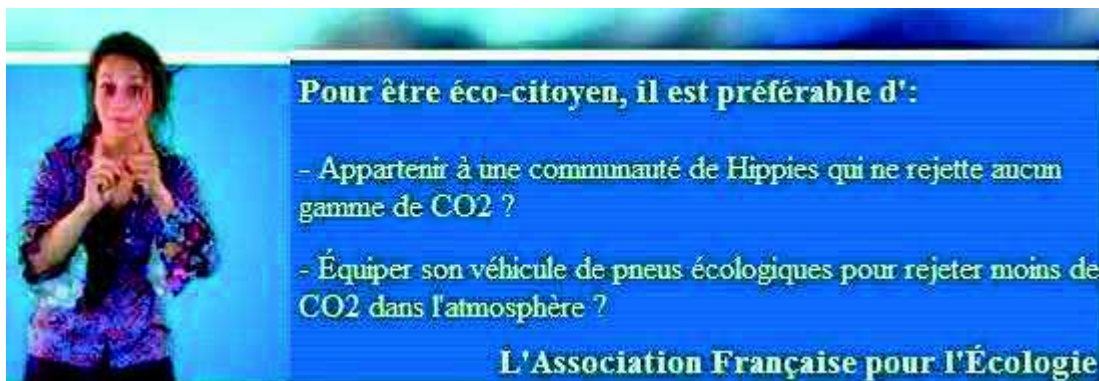 Pour être éco-citoyen, il est préférable d':
- Appartenir à une communauté de Hippies qui ne rejette aucun
gamme de CO2 ?
- Équiper son véhicule de pneus écologiques pour rejeter moins de
CO2 dans l'atmosphère ?
L'Association Française pour l'Écologie